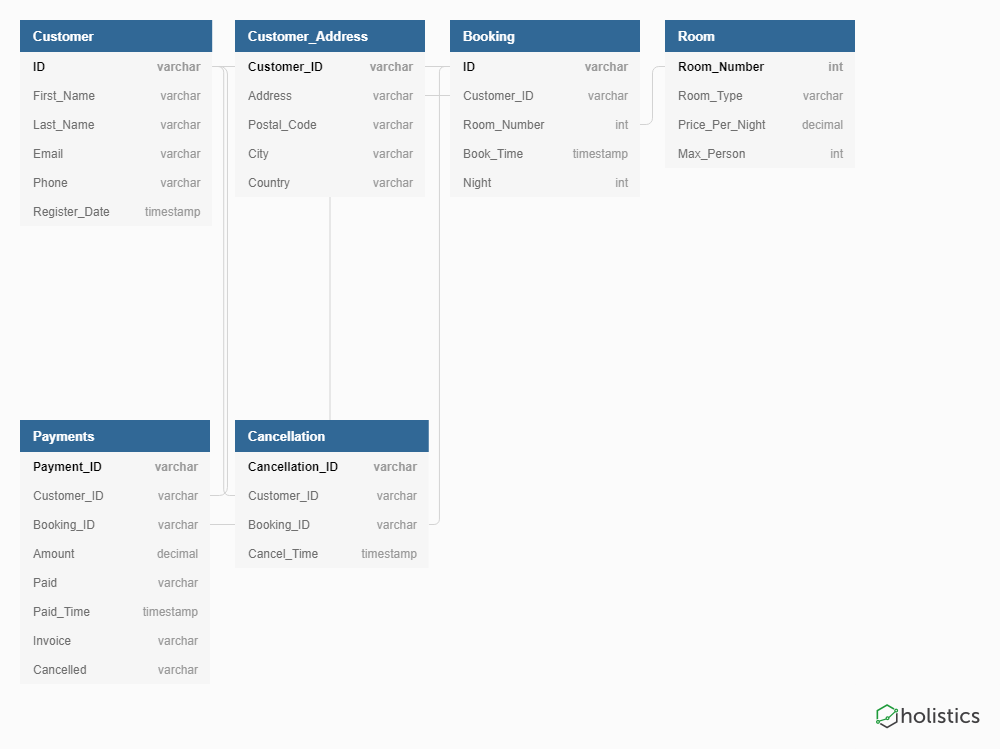 Customer
ID varchar
First_Name varchar
Last_Name varchar
Email varchar
Phone varchar
Register_Date timestamp
Customer_Address
Customer_ID varchar
Address varchar
Postal_Code varchar
City varchar
Country varchar
Booking
ID varchar
Customer_ID varchar
Room_Number int
Book_Time timestamp
Night int
Room
Room_Number int
Room_Type varchar
Price_Per_Night decimal
Max_Person int
Payments
Payment_ID varchar
Customer_ID varchar
Booking_ID varchar
Amount decimal
Paid varchar
Paid_Time timestamp
Invoice varchar
Cancelled varchar
Cancellation
Cancellation_ID varchar
Customer_ID varchar
Booking_ID varchar
Cancel_Time timestamp
holistics